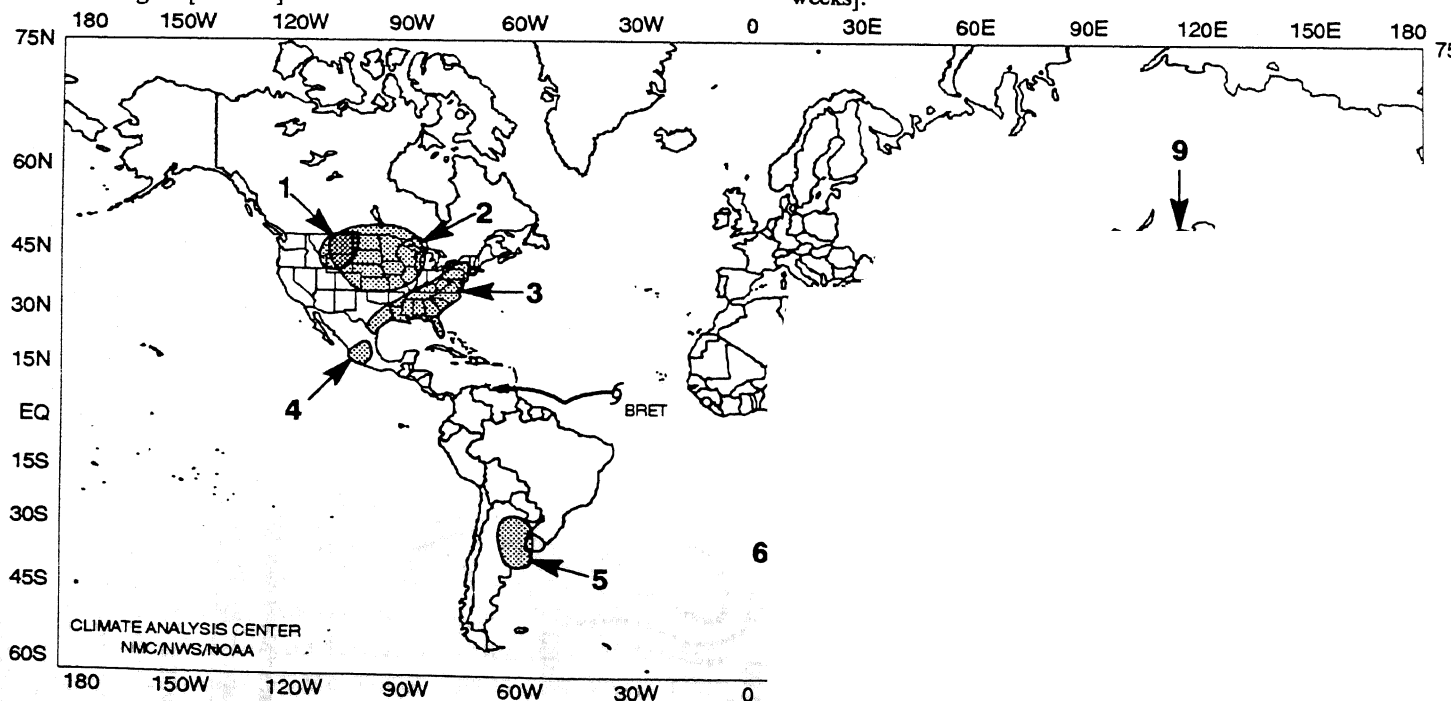 weeks].
180 150W 120W 90W 60W 30W 0 30E 60E 90E 120E 150E 180
75N 75
60N 9
1 2
45N
3
30N
15N
4
EQ BRET
15S
30S
6
45S 5
CLIMATE ANALYSIS CENTER
NMC/NWS/NOAA
60S
180 150W 120W 90W 60W 30W 0